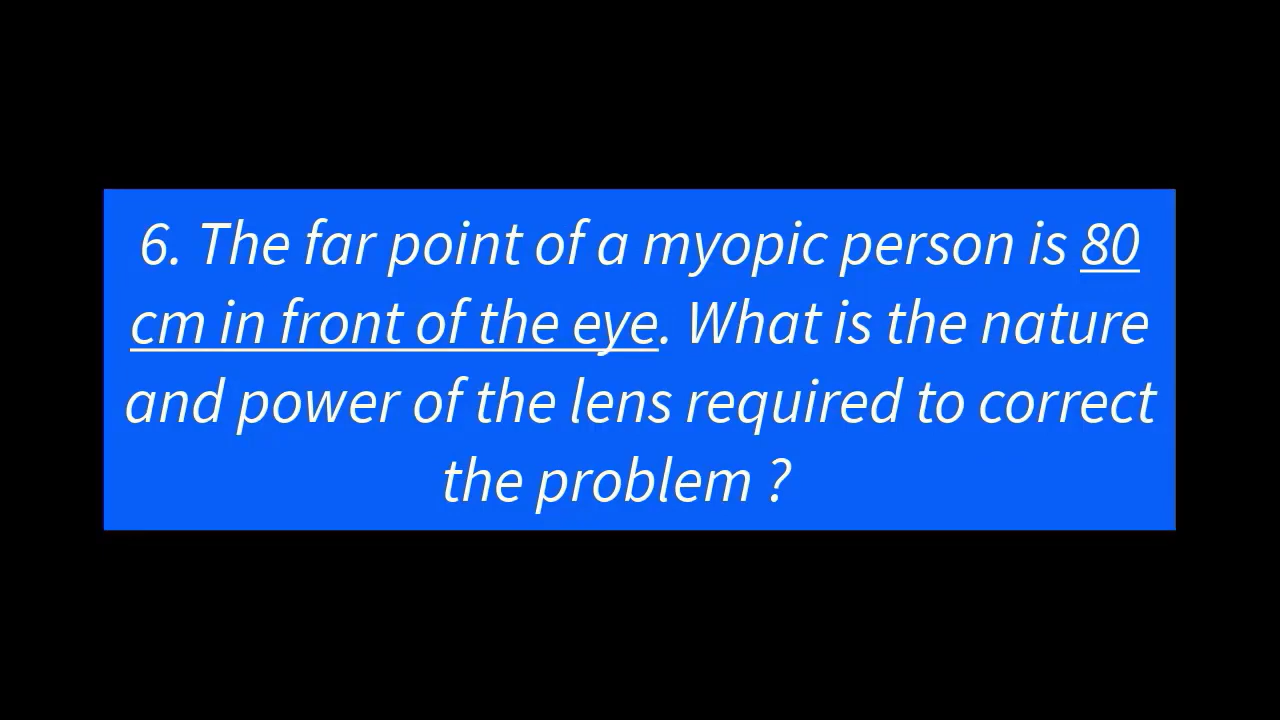 6. The far point of a myopic person is 80
cm in front of the eye. What is the nature
and power of the lens required to correct
the problem ?